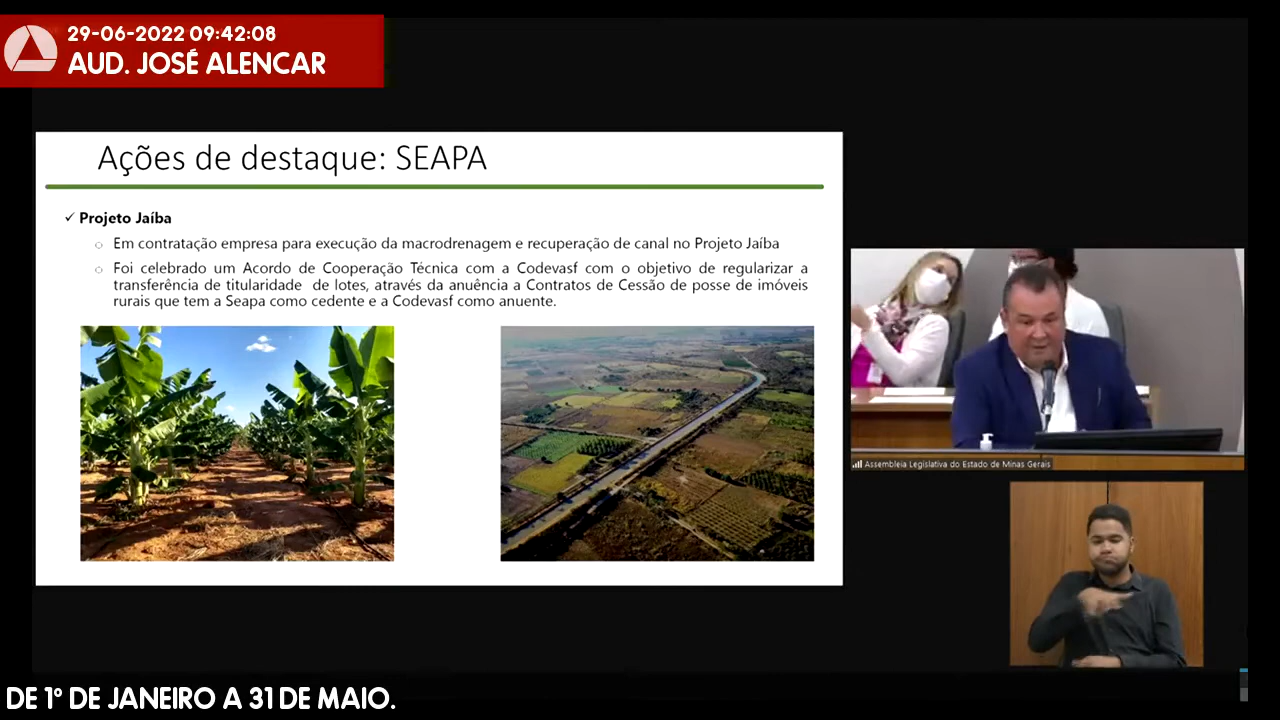 29-06-2022 09:42:08
AUD. JOSÉ ALENCAR
Ações de destaque: SEAPA
✓ Projeto Jaíba
○ Em contratação empresa para execução da macrodrenagem e recuperação de canal no Projeto Jaíba
○ Foi celebrado um Acordo de Cooperação Técnica com a Codevasf com o objetivo de regularizar a
transferência de titularidade de lotes, através da anuência a Contratos de Cessão de posse de imóveis
rurais que tem a Seapa como cedente e a Codevasf como anuente.
Assembleia Legislativa do Estado de Minas Gerais
DE 1º DE JANEIRO A 31 DE MAIO.